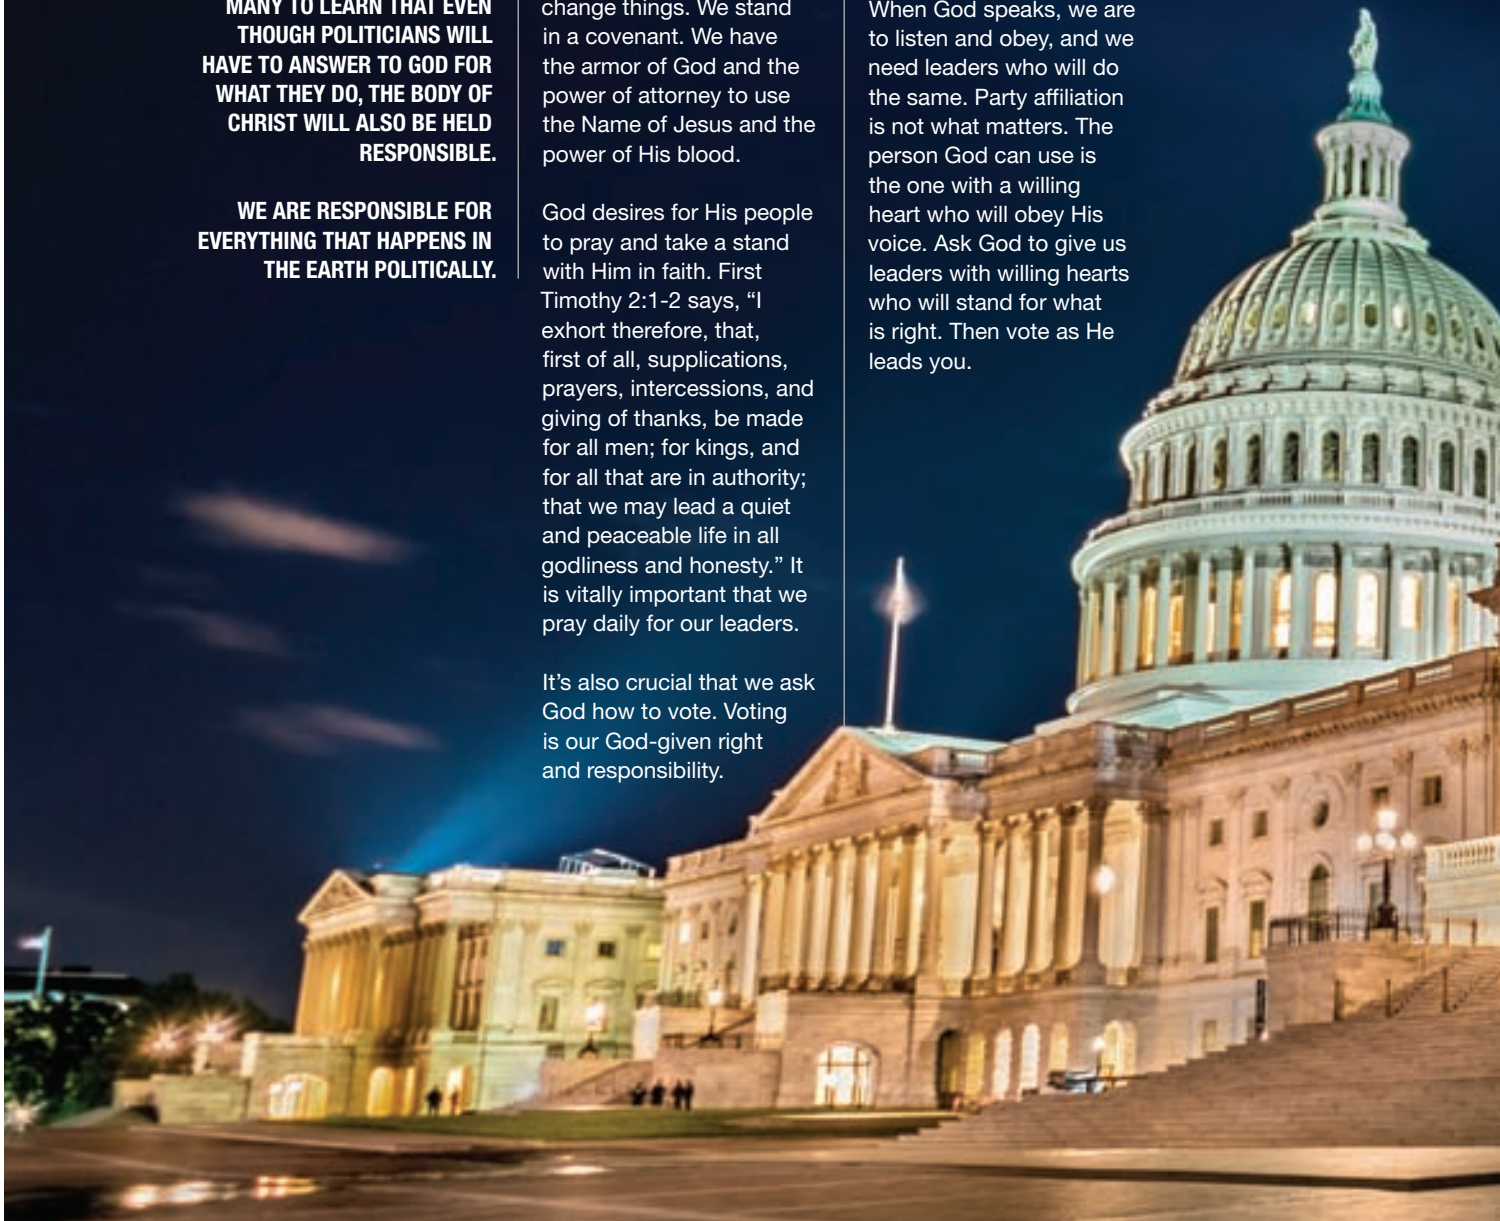 MANY TO LEARN THAT EVEN
THOUGH POLITICIANS WILL
HAVE TO ANSWER TO GOD FOR
WHAT THEY DO, THE BODY OF
CHRIST WILL ALSO BE HELD
RESPONSIBLE.
WE ARE RESPONSIBLE FOR
EVERYTHING THAT HAPPENS IN
THE EARTH POLITICALLY.
change things. We stand
in a covenant. We have
the armor of God and the
power of attorney to use
the Name of Jesus and the
power of His blood.
God desires for His people
to pray and take a stand
with Him in faith. First
Timothy 2:1-2 says, “I
exhort therefore, that,
first of all, supplications,
prayers, intercessions, and
giving of thanks, be made
for all men; for kings, and
for all that are in authority;
that we may lead a quiet
and peaceable life in all
godliness and honesty.” It
is vitally important that we
pray daily for our leaders.
It’s also crucial that we ask
God how to vote. Voting
is our God-given right
and responsibility.
When God speaks, we are
to listen and obey, and we
need leaders who will do
the same. Party affiliation
is not what matters. The
person God can use is
the one with a willing
heart who will obey His
voice. Ask God to give us
leaders with willing hearts
who will stand for what
is right. Then vote as He
leads you.